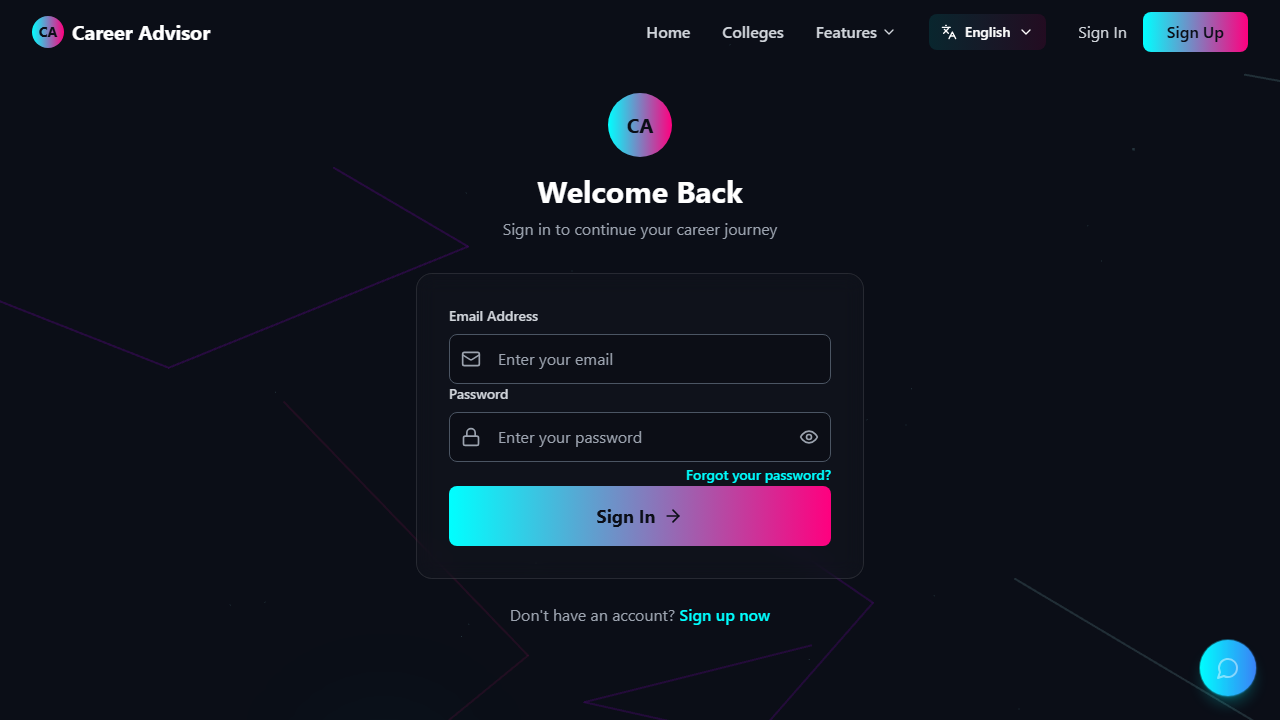 CA Career Advisor
Home
Colleges
Features
English
Sign In
Sign Up
CA
Welcome Back
Sign in to continue your career journey
Email Address
Enter your email
Password
Enter your password
Forgot your password?
Sign In
Don't have an account? Sign up now